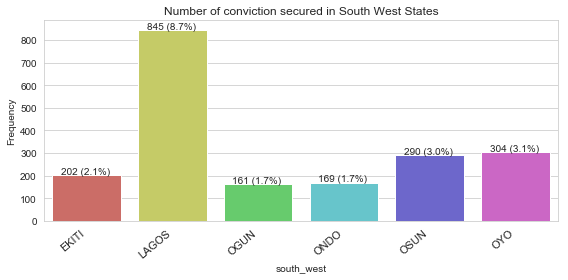 Number of conviction secured in South West States
Frequency
800
700
600
500
400
300
200
100
0
202 (2.1%)
845 (8.7%)
161 (1.7%)
169 (1.7%)
290 (3.0%)
304 (3.1%)
EKITI
LAGOS
OGUN
ONDO
OSUN
OYO
south_west